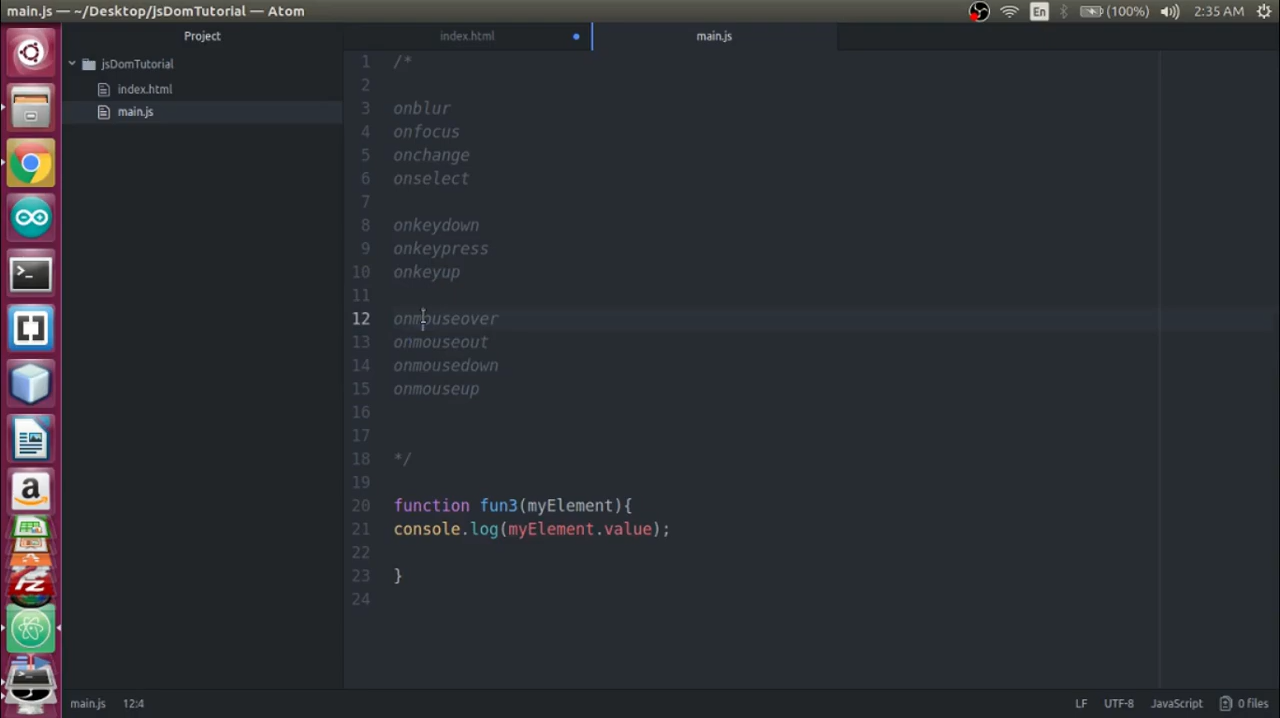 main.js — ~/Desktop/jsDomTutorial — Atom
En
(100%)
2:35 AM
Project
index.html
main.js
jsDomTutorial
index.html
main.js
1 /*
2
3 onblur
4 onfocus
5 onchange
6 onselect
7
8 onkeydown
9 onkeypress
10 onkeyup
11
12 onmouseover
13 onmouseout
14 onmousedown
15 onmouseup
16
17
18 */
19
20 function fun3(myElement){
21 console.log(myElement.value);
22
23 }
24
main.js 12:4
LF UTF-8 JavaScript 0 files